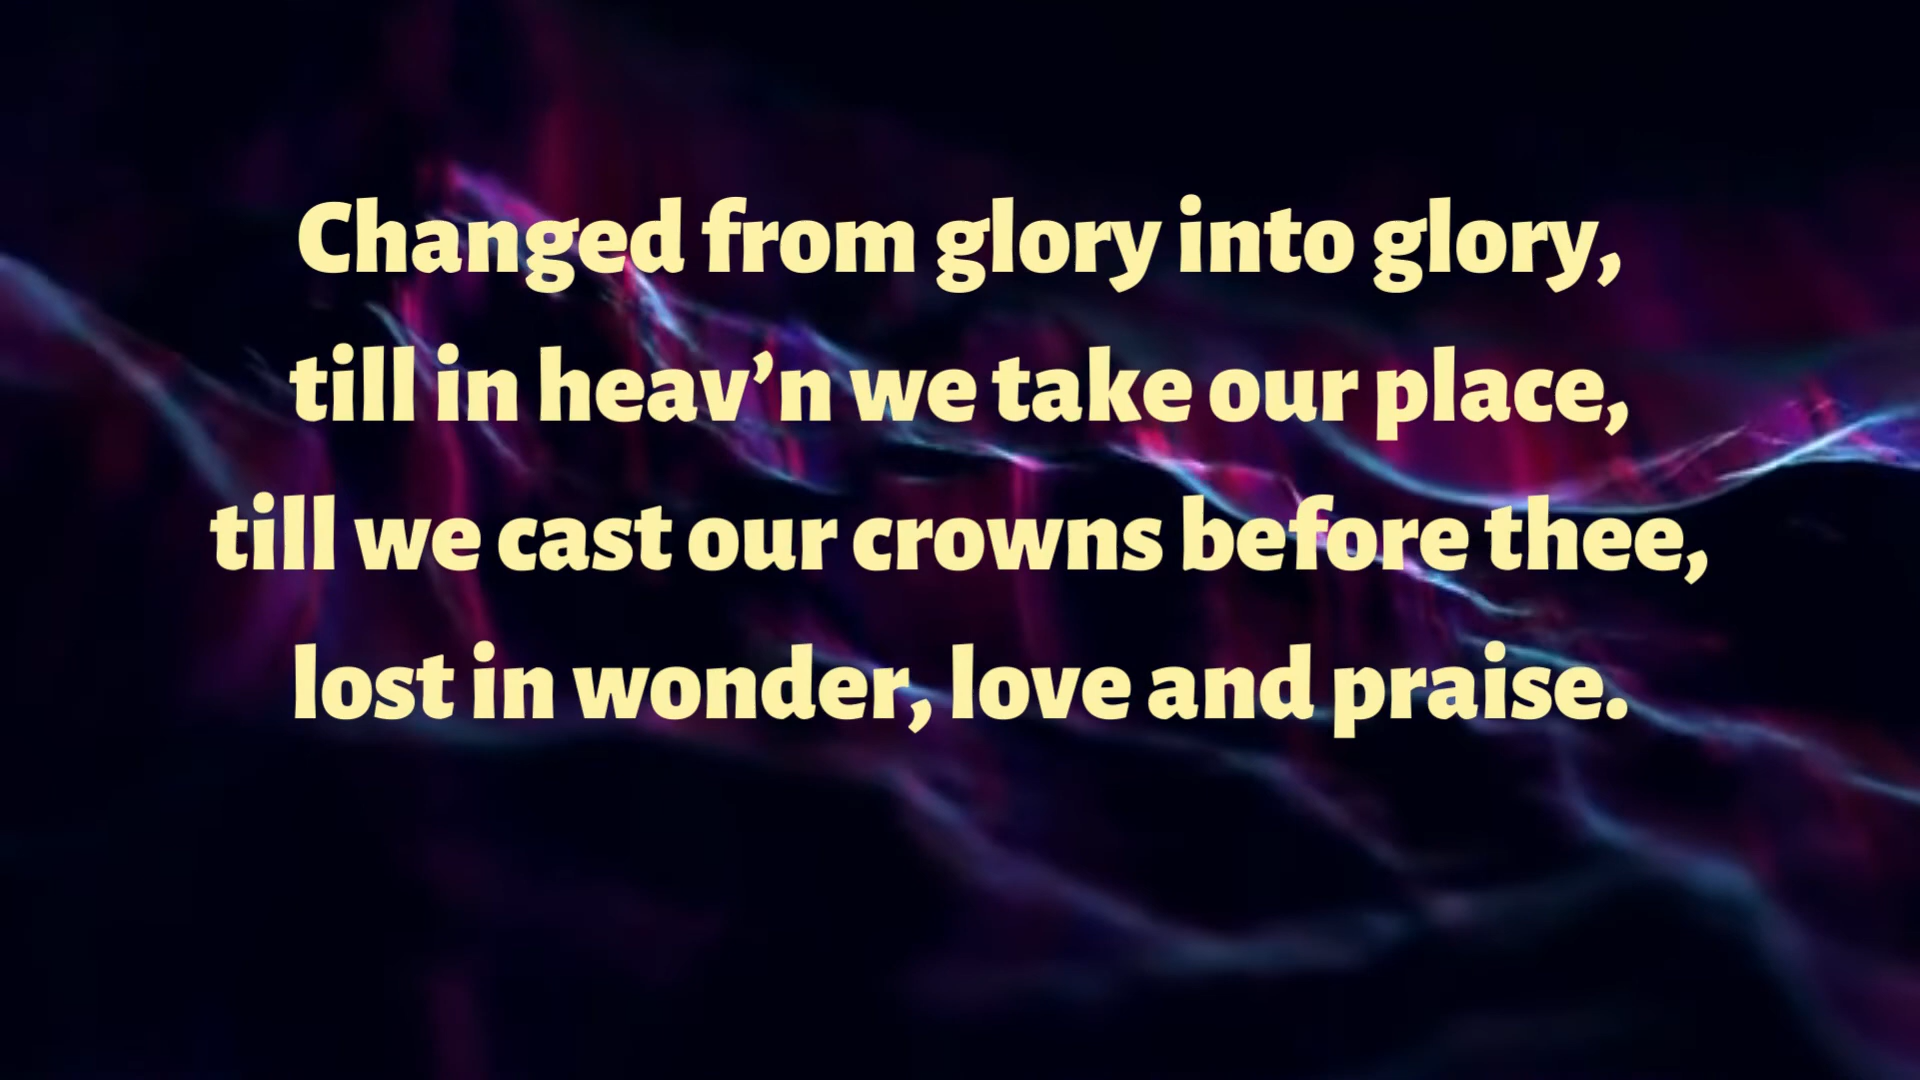 Changed from glory into glory,
till in heav’n we take our place,
till we cast our crowns before thee,
lost in wonder, love and praise.